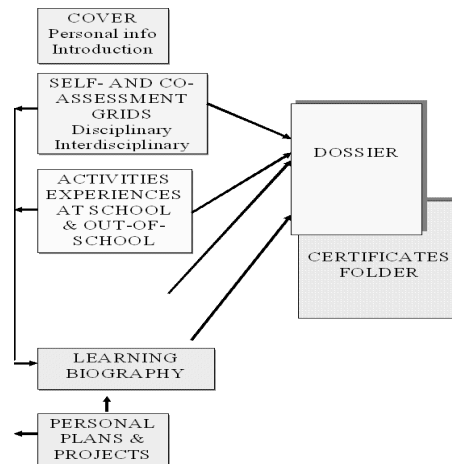 COVER
Personal info
Introduction
SELF- AND CO-
ASSESSMENT
GRIDS
Disciplinary
Interdisciplinary
ACTIVITIES
EXPERIENCES
AT SCHOOL
& OUT-OF-
SCHOOL
LEARNING
BIOGRAPHY
PERSONAL
PLANS &
PROJECTS
DOSSIER
CERTIFICATES
FOLDER